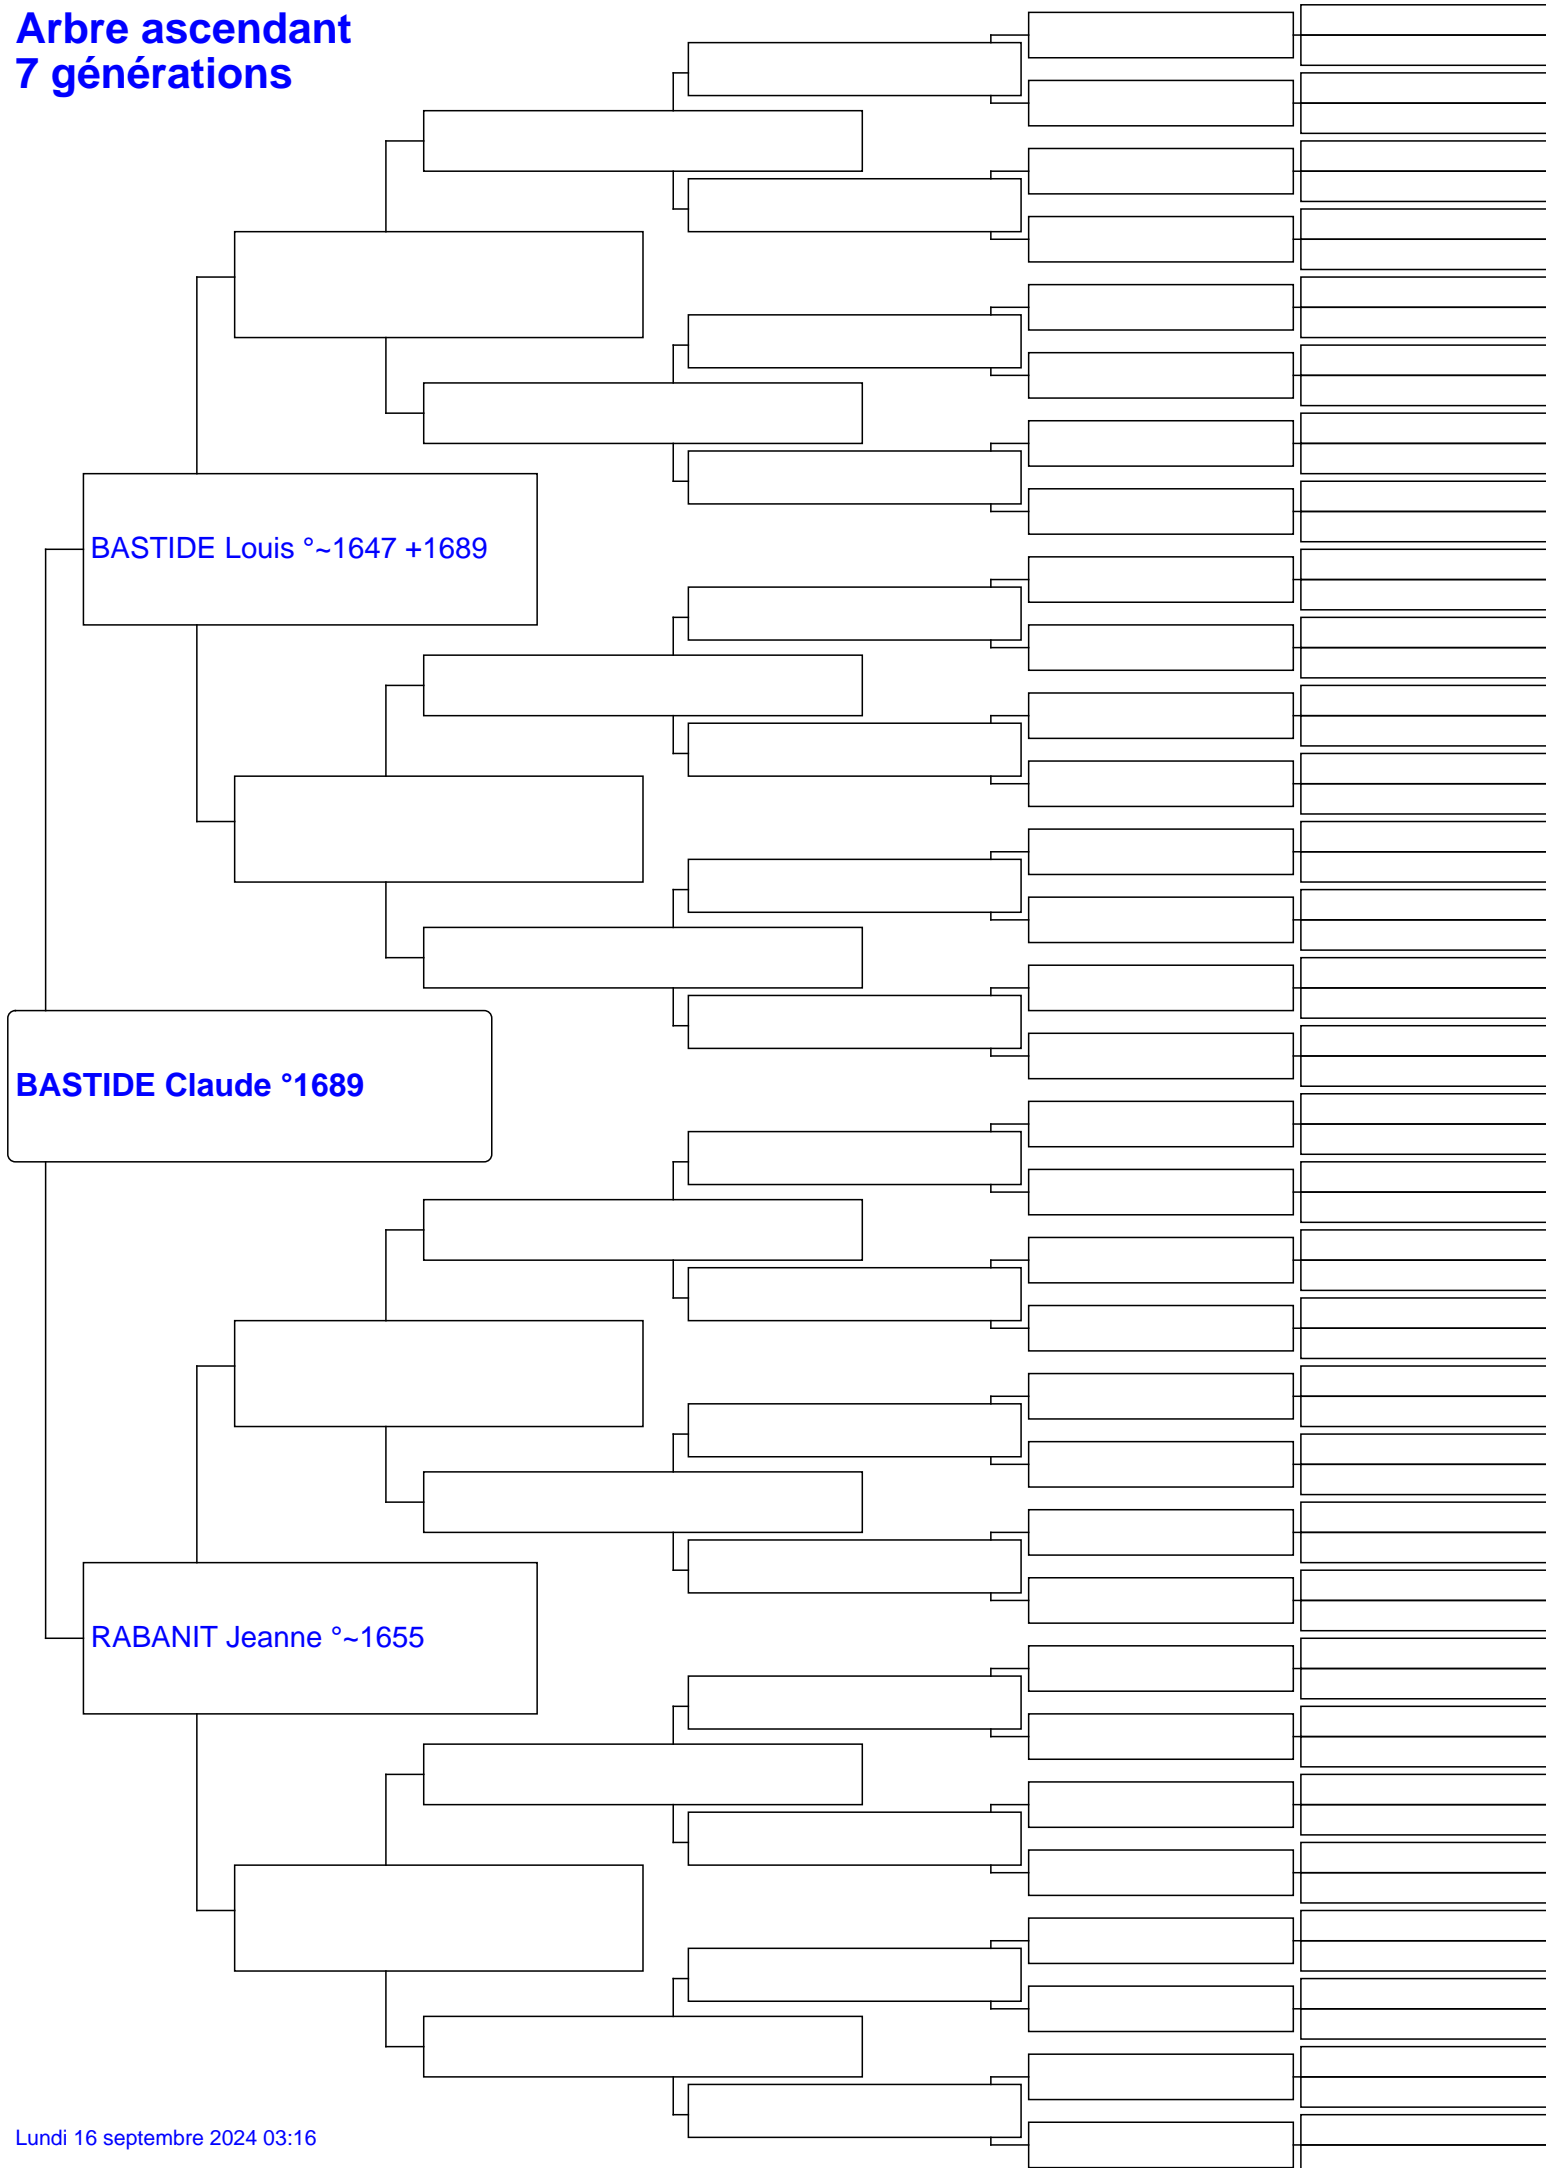 Arbre ascendant
7 générations
BASTIDE Louis °~1647 +1689
BASTIDE Claude °1689
RABANIT Jeanne °~1655
Lundi 16 septembre 2024 03:16